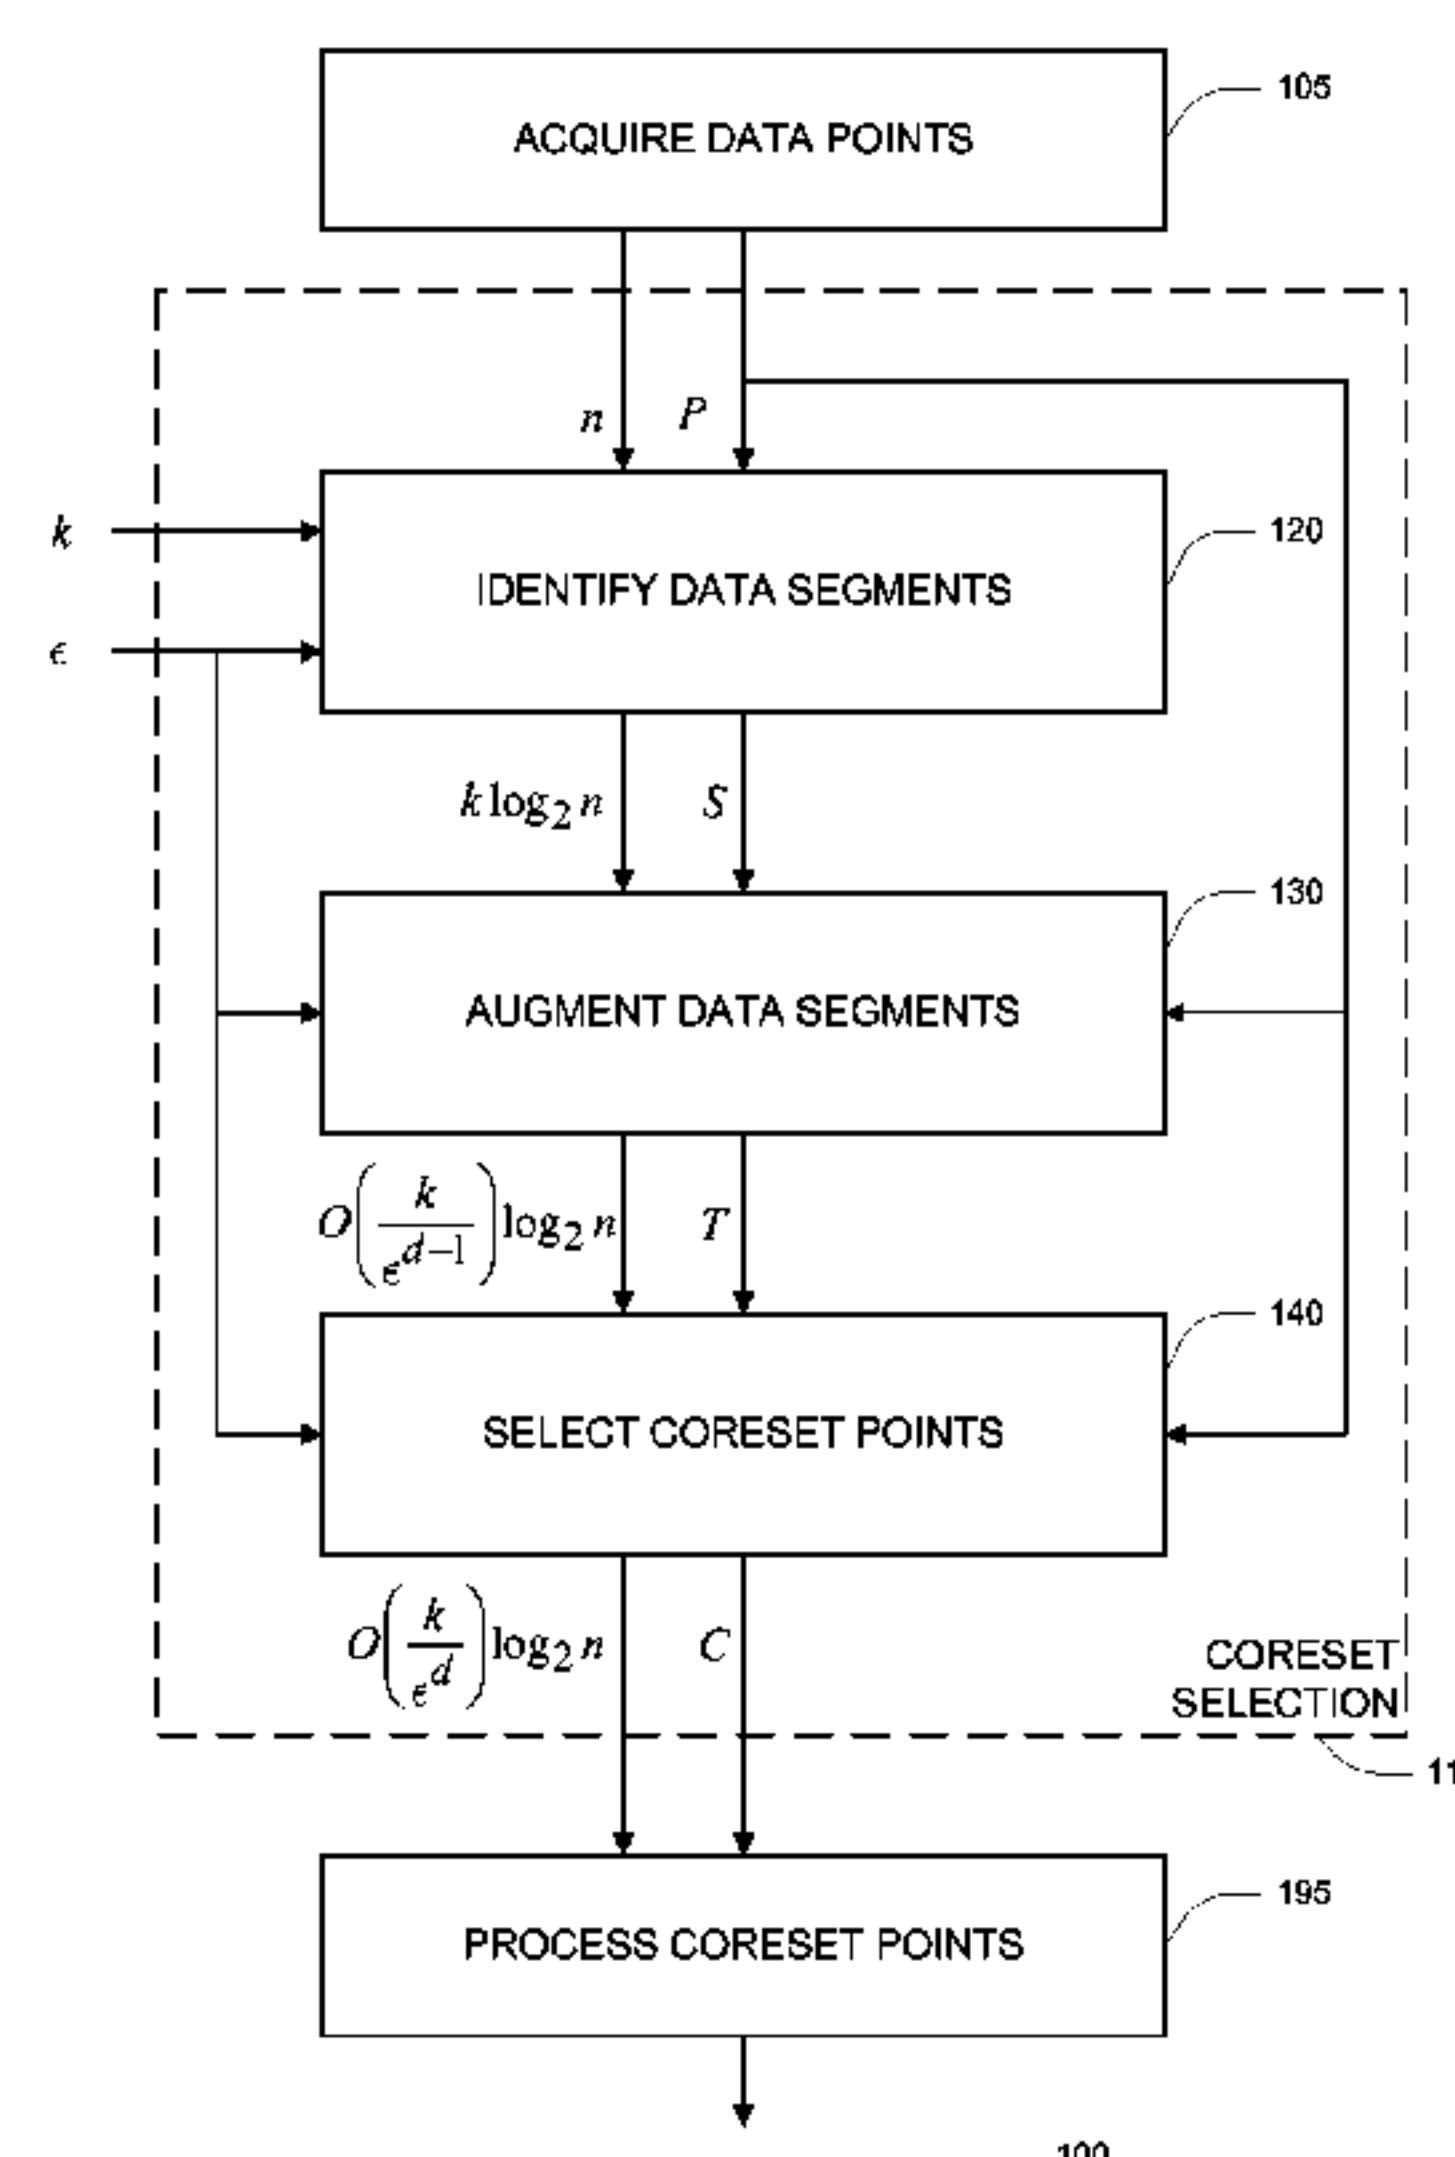 105
ACQUIRE DATA POINTS
n P
k
120
IDENTIFY DATA SEGMENTS
ϵ
k log₂ n S
130
AUGMENT DATA SEGMENTS
O(k/ϵ^{d-1}) log₂ n T
140
SELECT CORESET POINTS
O(k/ϵ^d) log₂ n C
CORESET
SELECTION
195
PROCESS CORESET POINTS